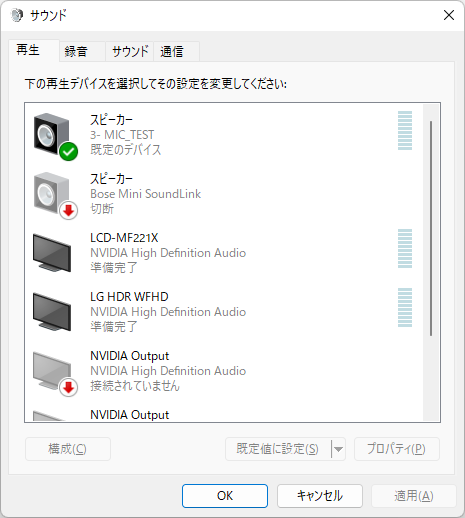 サウンド
再生
録音
サウンド
通信
下の再生デバイスを選択してその設定を変更してください:
スピーカー
3- MIC_TEST
既定のデバイス
スピーカー
Bose Mini SoundLink
切断
LCD-MF221X
NVIDIA High Definition Audio
準備完了
LG HDR WFHD
NVIDIA High Definition Audio
準備完了
NVIDIA Output
NVIDIA High Definition Audio
接続されていません
NVIDIA Output
構成(C)
既定値に設定(S)
プロパティ(P)
OK
キャンセル
適用(A)